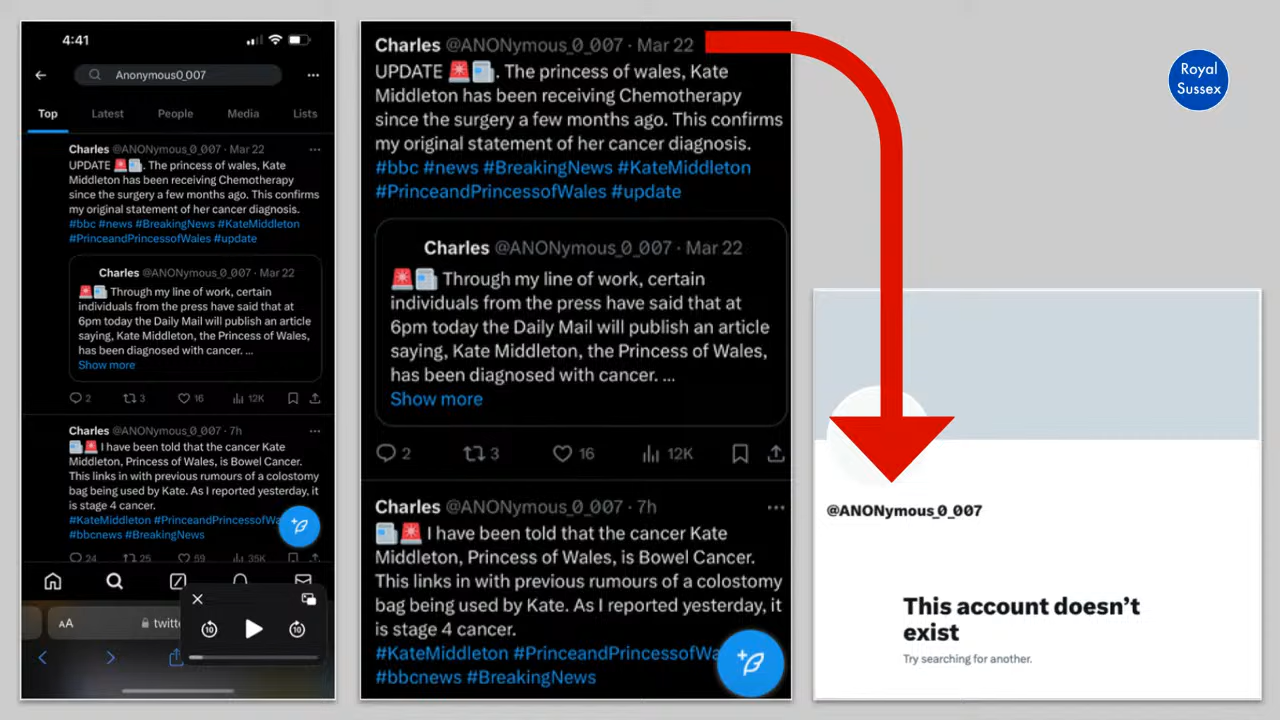 4:41
Anonymous0_007
Top Latest People Media Lists
Charles @ANONymous_0_007 · Mar 22
UPDATE 🚨📰. The princess of wales, Kate
Middleton has been receiving Chemotherapy
since the surgery a few months ago. This confirms
my original statement of her cancer diagnosis.
#bbc #news #BreakingNews #KateMiddleton
#PrinceandPrincessofWales #update
Charles @ANONymous_0_007 · Mar 22
🚨📰 Through my line of work, certain
individuals from the press have said that at
6pm today the Daily Mail will publish an article
saying, Kate Middleton, the Princess of Wales,
has been diagnosed with cancer. ...
Show more
2 3 16 12K
Charles @ANONymous_0_007 · 7h
📰🚨 I have been told that the cancer Kate
Middleton, Princess of Wales, is Bowel Cancer.
This links in with previous rumours of a colostomy
bag being used by Kate. As I reported yesterday, it
is stage 4 cancer.
#KateMiddleton #PrinceandPrincessofWa
#bbcnews #BreakingNews
24 25 59 35K
AA twitt
10 10
Charles @ANONymous_0_007 · Mar 22
UPDATE 🚨📰. The princess of wales, Kate
Middleton has been receiving Chemotherapy
since the surgery a few months ago. This confirms
my original statement of her cancer diagnosis.
#bbc #news #BreakingNews #KateMiddleton
#PrinceandPrincessofWales #update
Charles @ANONymous_0_007 · Mar 22
🚨📰 Through my line of work, certain
individuals from the press have said that at
6pm today the Daily Mail will publish an article
saying, Kate Middleton, the Princess of Wales,
has been diagnosed with cancer. ...
Show more
2 3 16 12K
Charles @ANONymous_0_007 · 7h
📰🚨 I have been told that the cancer Kate
Middleton, Princess of Wales, is Bowel Cancer.
This links in with previous rumours of a colostomy
bag being used by Kate. As I reported yesterday, it
is stage 4 cancer.
#KateMiddleton #PrinceandPrincessofWa
#bbcnews #BreakingNews
Royal
Sussex
@ANONymous_0_007
This account doesn't
exist
Try searching for another.